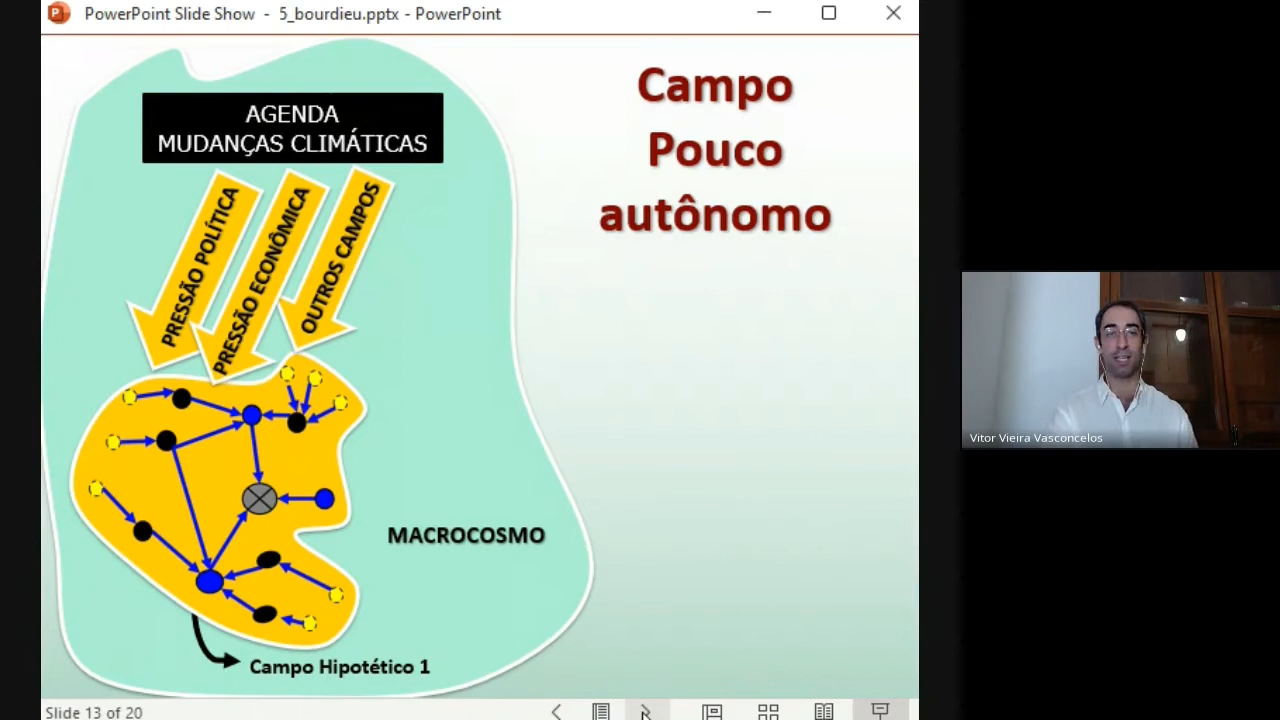 PowerPoint Slide Show - 5_bourdieu.pptx - PowerPoint
Campo
Pouco
autônomo
AGENDA
MUDANÇAS CLIMÁTICAS
PRESSÃO POLÍTICA
PRESSÃO ECONÔMICA
OUTROS CAMPOS
MACROCOSMO
Campo Hipotético 1
Vitor Vieira Vasconcelos
Slide 13 of 20